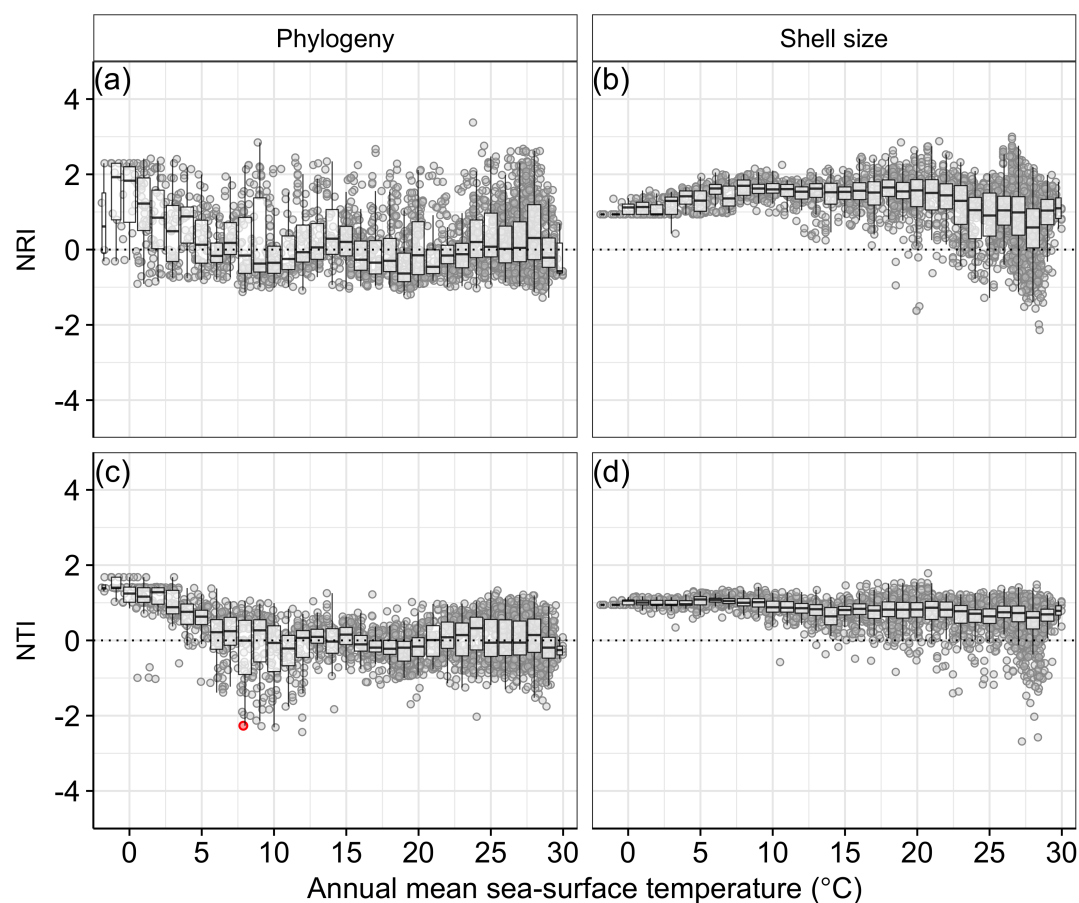 Phylogeny
Shell size
(a)
(b)
4
2
0
-2
-4
NRI
(c)
(d)
4
2
0
-2
-4
NTI
0 5 10 15 20 25 30
0 5 10 15 20 25 30
Annual mean sea-surface temperature (°C)